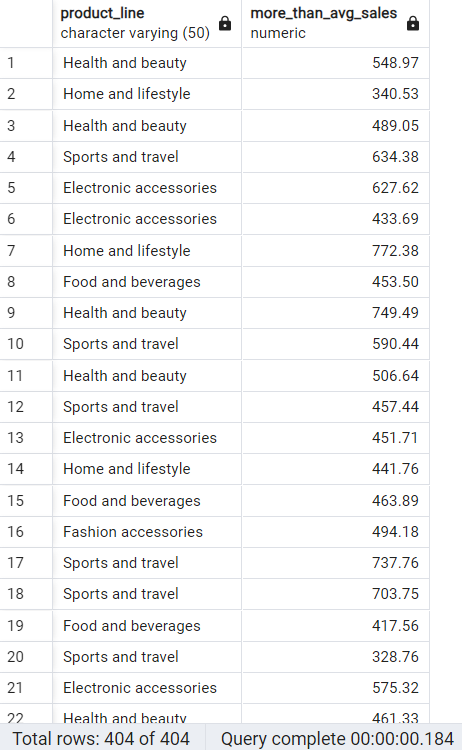 product_line more_than_avg_sales
character varying (50) numeric
1 Health and beauty 548.97
2 Home and lifestyle 340.53
3 Health and beauty 489.05
4 Sports and travel 634.38
5 Electronic accessories 627.62
6 Electronic accessories 433.69
7 Home and lifestyle 772.38
8 Food and beverages 453.50
9 Health and beauty 749.49
10 Sports and travel 590.44
11 Health and beauty 506.64
12 Sports and travel 457.44
13 Electronic accessories 451.71
14 Home and lifestyle 441.76
15 Food and beverages 463.89
16 Fashion accessories 494.18
17 Sports and travel 737.76
18 Sports and travel 703.75
19 Food and beverages 417.56
20 Sports and travel 328.76
21 Electronic accessories 575.32
22 Health and beauty 461.33
Total rows: 404 of 404 Query complete 00:00:00.184